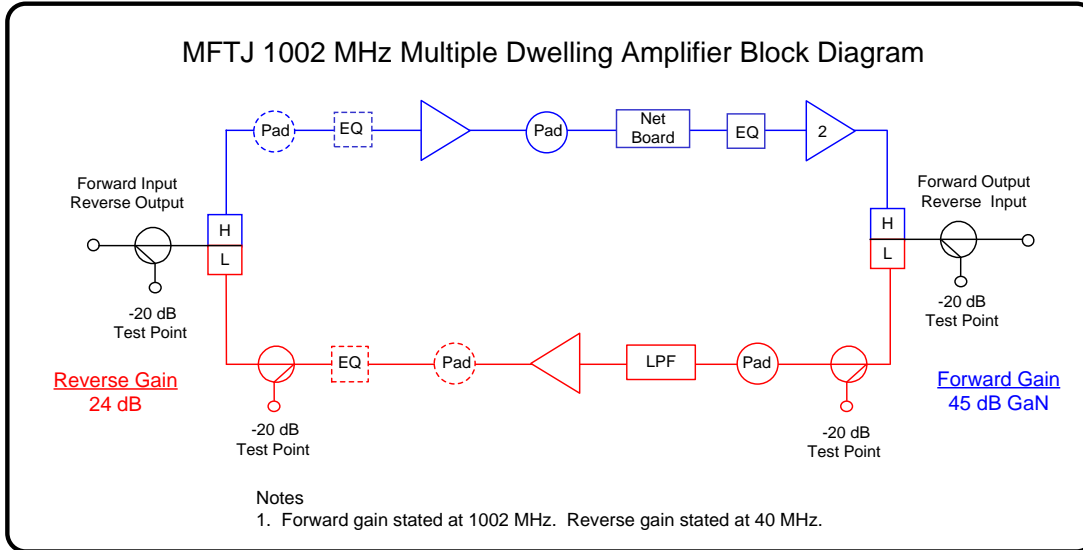 MFTJ 1002 MHz Multiple Dwelling Amplifier Block Diagram
Pad
EQ
Pad
Net
Board
EQ
2
Forward Input
Reverse Output
H
L
-20 dB
Test Point
Forward Output
Reverse Input
H
L
-20 dB
Test Point
Reverse Gain
24 dB
-20 dB
Test Point
EQ
Pad
LPF
Pad
-20 dB
Test Point
Forward Gain
45 dB GaN
Notes
1. Forward gain stated at 1002 MHz. Reverse gain stated at 40 MHz.